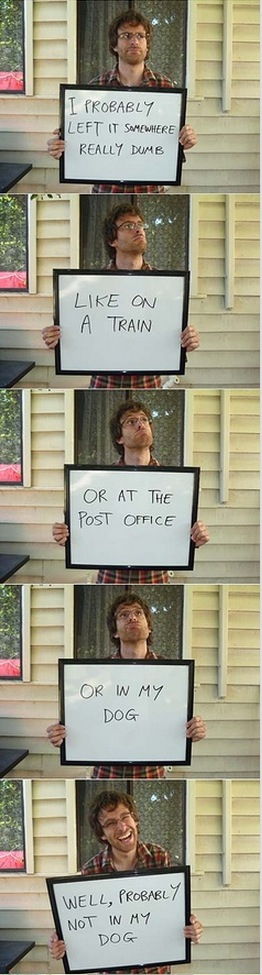 I PROBABLY
LEFT IT SOMEWHERE
REALLY DUMB
LIKE ON
A TRAIN
OR AT THE
POST OFFICE
OR IN MY
DOG
WELL, PROBABLY
NOT IN MY
DOG